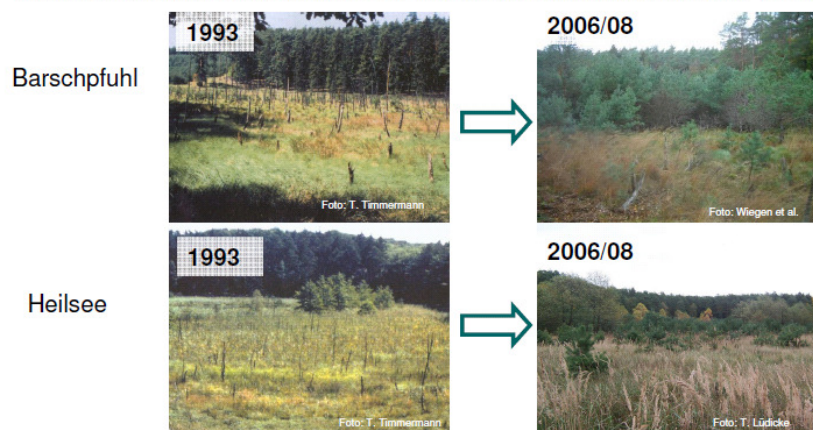 1993
2006/08
Barschpfuhl
Foto: T. Timmermann
Foto: Wiegen et al.
1993
2006/08
Heilsee
Foto: T. Timmermann
Foto: T. Lüdicke